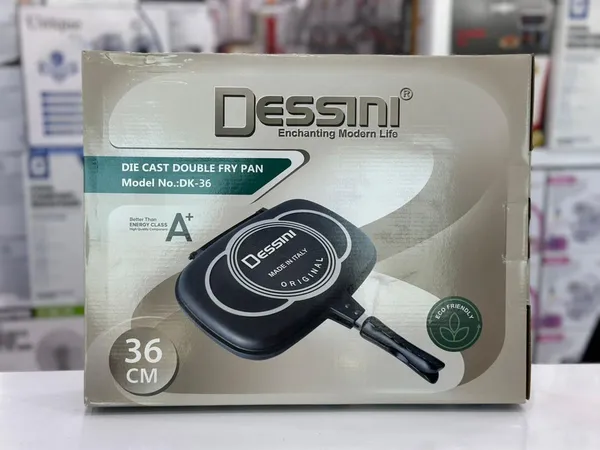 Unique
DESSINI®
Enchanting Modern Life
DIE CAST DOUBLE FRY PAN
Model No.:DK-36
Better Than
ENERGY CLASS
A+
DESSINI
MADE IN ITALY
ORIGINAL
ECO FRIENDLY
36
CM